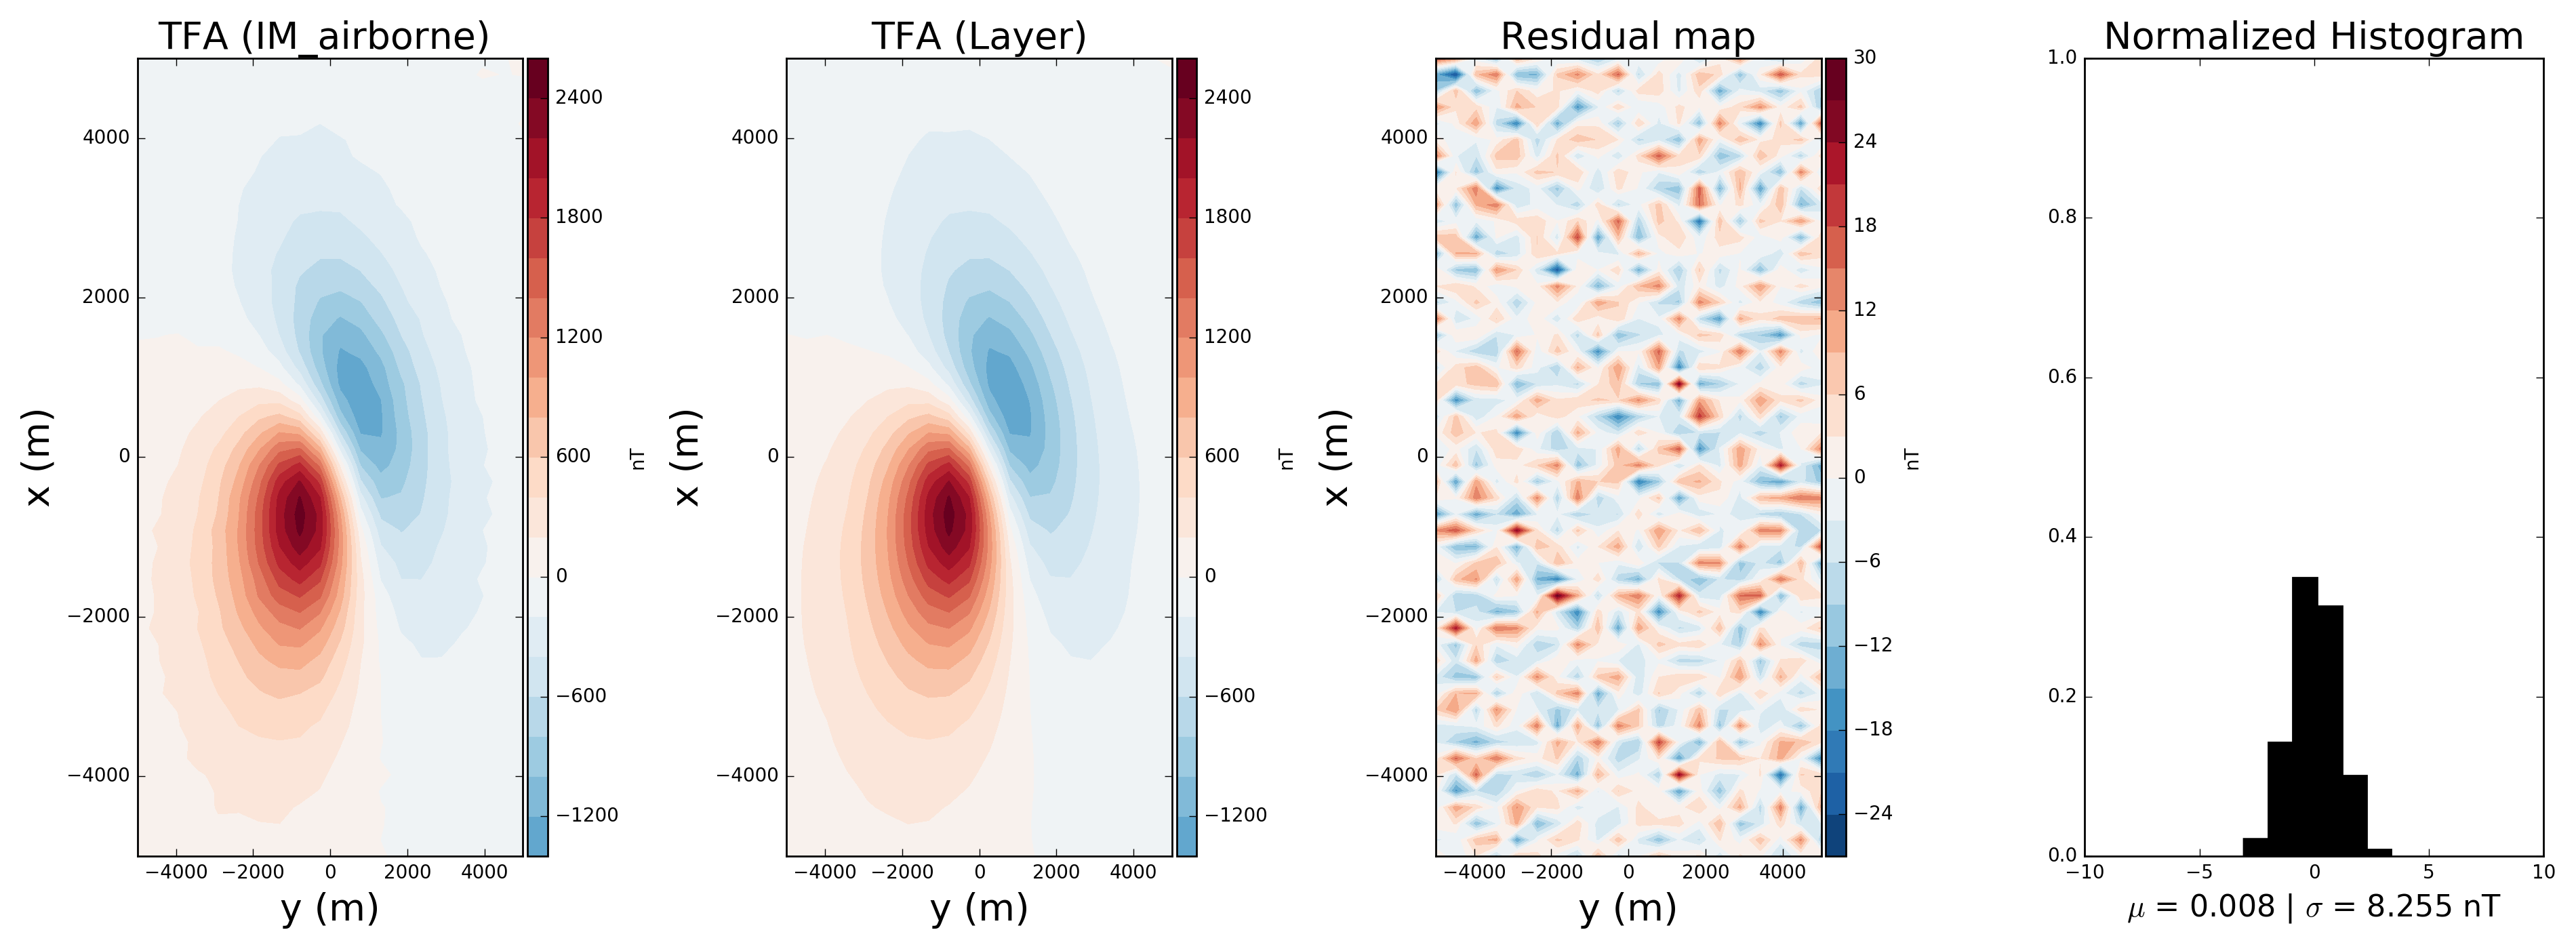 TFA (IM_airborne)
4000
2000
0
−2000
−4000
x (m)
−4000 −2000 0 2000 4000
y (m)
2400
1800
1200
600
0
−600
−1200
nT
TFA (Layer)
4000
2000
0
−2000
−4000
x (m)
−4000 −2000 0 2000 4000
y (m)
2400
1800
1200
600
0
−600
−1200
nT
Residual map
4000
2000
0
−2000
−4000
x (m)
−4000 −2000 0 2000 4000
y (m)
30
24
18
12
6
0
−6
−12
−18
−24
nT
Normalized Histogram
1.0
0.8
0.6
0.4
0.2
0.0
−10 −5 0 5 10
μ = 0.008 | σ = 8.255 nT